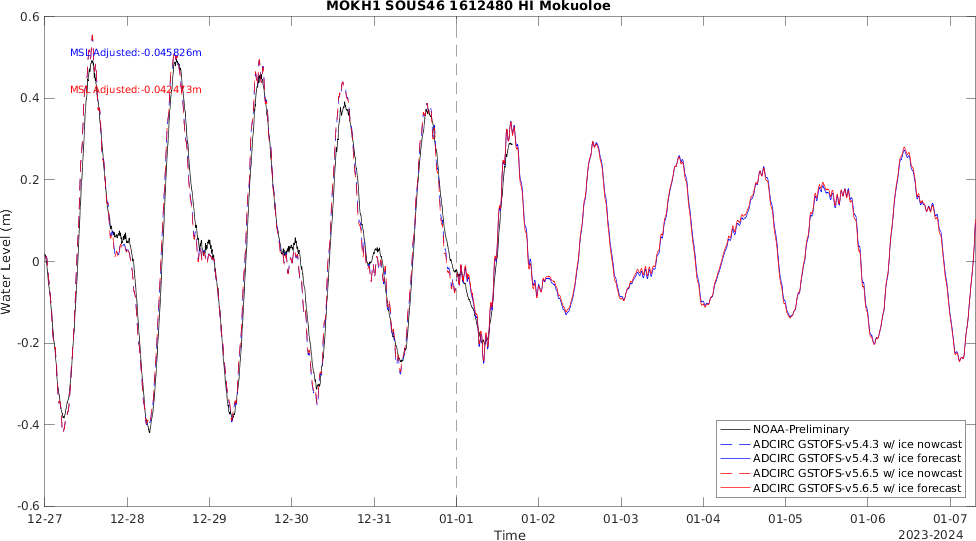 MOKH1 SOUS46 1612480 HI Mokuoloe
0.6
MSL Adjusted:-0.045826m
MSL Adjusted:-0.042473m
0.4
0.2
0
-0.2
-0.4
-0.6
Water Level (m)
NOAA-Preliminary
ADCIRC GSTOFS-v5.4.3 w/ ice nowcast
ADCIRC GSTOFS-v5.4.3 w/ ice forecast
ADCIRC GSTOFS-v5.6.5 w/ ice nowcast
ADCIRC GSTOFS-v5.6.5 w/ ice forecast
12-27 12-28 12-29 12-30 12-31 01-01 01-02 01-03 01-04 01-05 01-06 01-07
Time
2023-2024